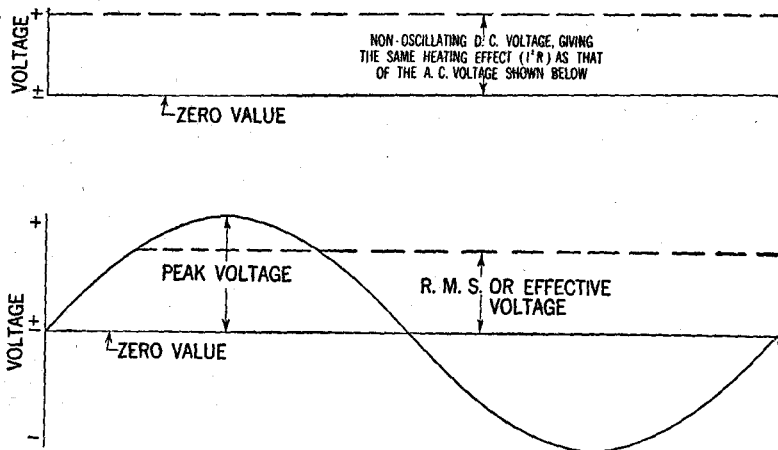 VOLTAGE
+
±
NON-OSCILLATING D. C. VOLTAGE, GIVING
THE SAME HEATING EFFECT (I²R) AS THAT
OF THE A. C. VOLTAGE SHOWN BELOW
ZERO VALUE
VOLTAGE
+
±
−
PEAK VOLTAGE
R. M. S. OR EFFECTIVE
VOLTAGE
ZERO VALUE